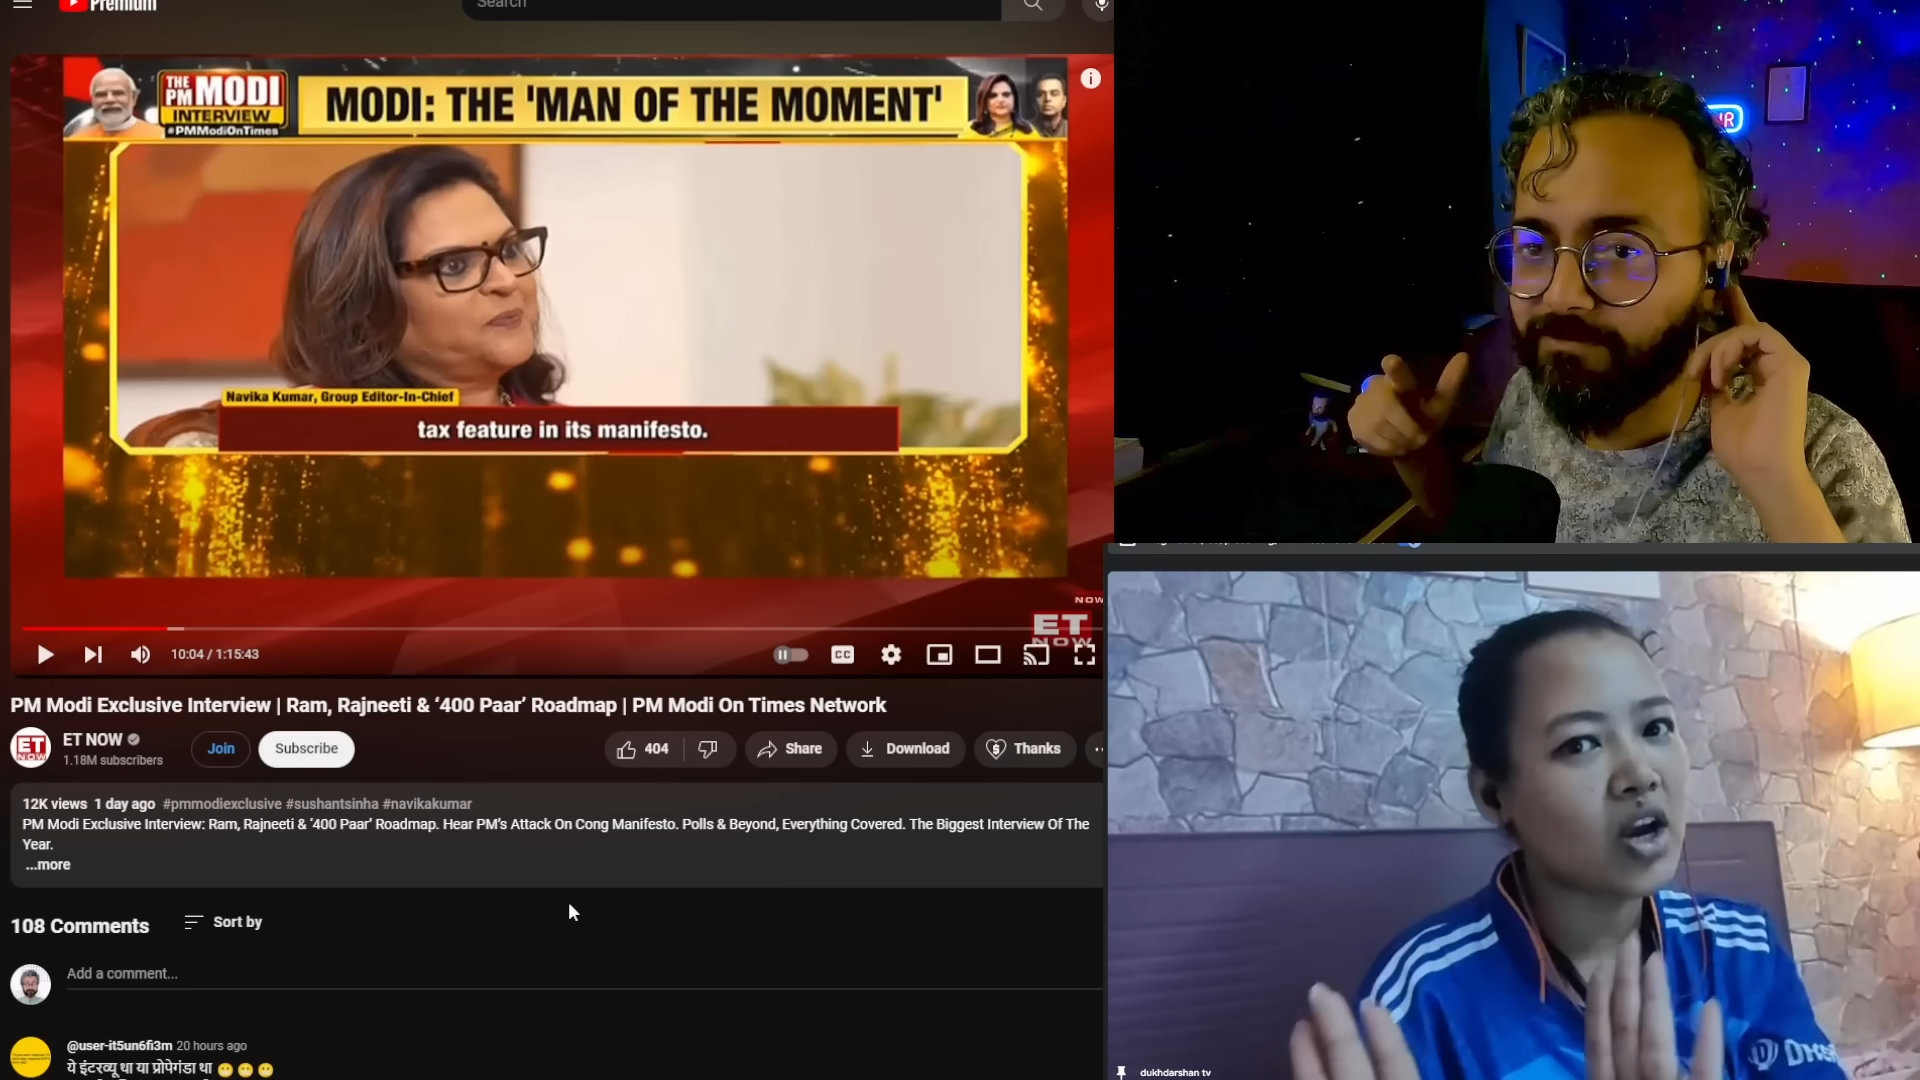 Premium
Search
THE
PM MODI
INTERVIEW
#PMModiOnTimes
MODI: THE 'MAN OF THE MOMENT'
Navika Kumar, Group Editor-In-Chief
tax feature in its manifesto.
NOW
ET
NOW
10:04 / 1:15:43
CC
PM Modi Exclusive Interview | Ram, Rajneeti & ‘400 Paar’ Roadmap | PM Modi On Times Network
ET
NOW
ET NOW
1.18M subscribers
Join
Subscribe
404
Share
Download
Thanks
12K views 1 day ago #pmmodiexclusive #sushantsinha #navikakumar
PM Modi Exclusive Interview: Ram, Rajneeti & '400 Paar' Roadmap. Hear PM's Attack On Cong Manifesto. Polls & Beyond, Everything Covered. The Biggest Interview Of The
Year.
...more
108 Comments
Sort by
Add a comment...
@user-it5un6fi3m 20 hours ago
ये इंटरव्यू था या प्रोपेगंडा था 😁😁😁
dukhdarshan tv